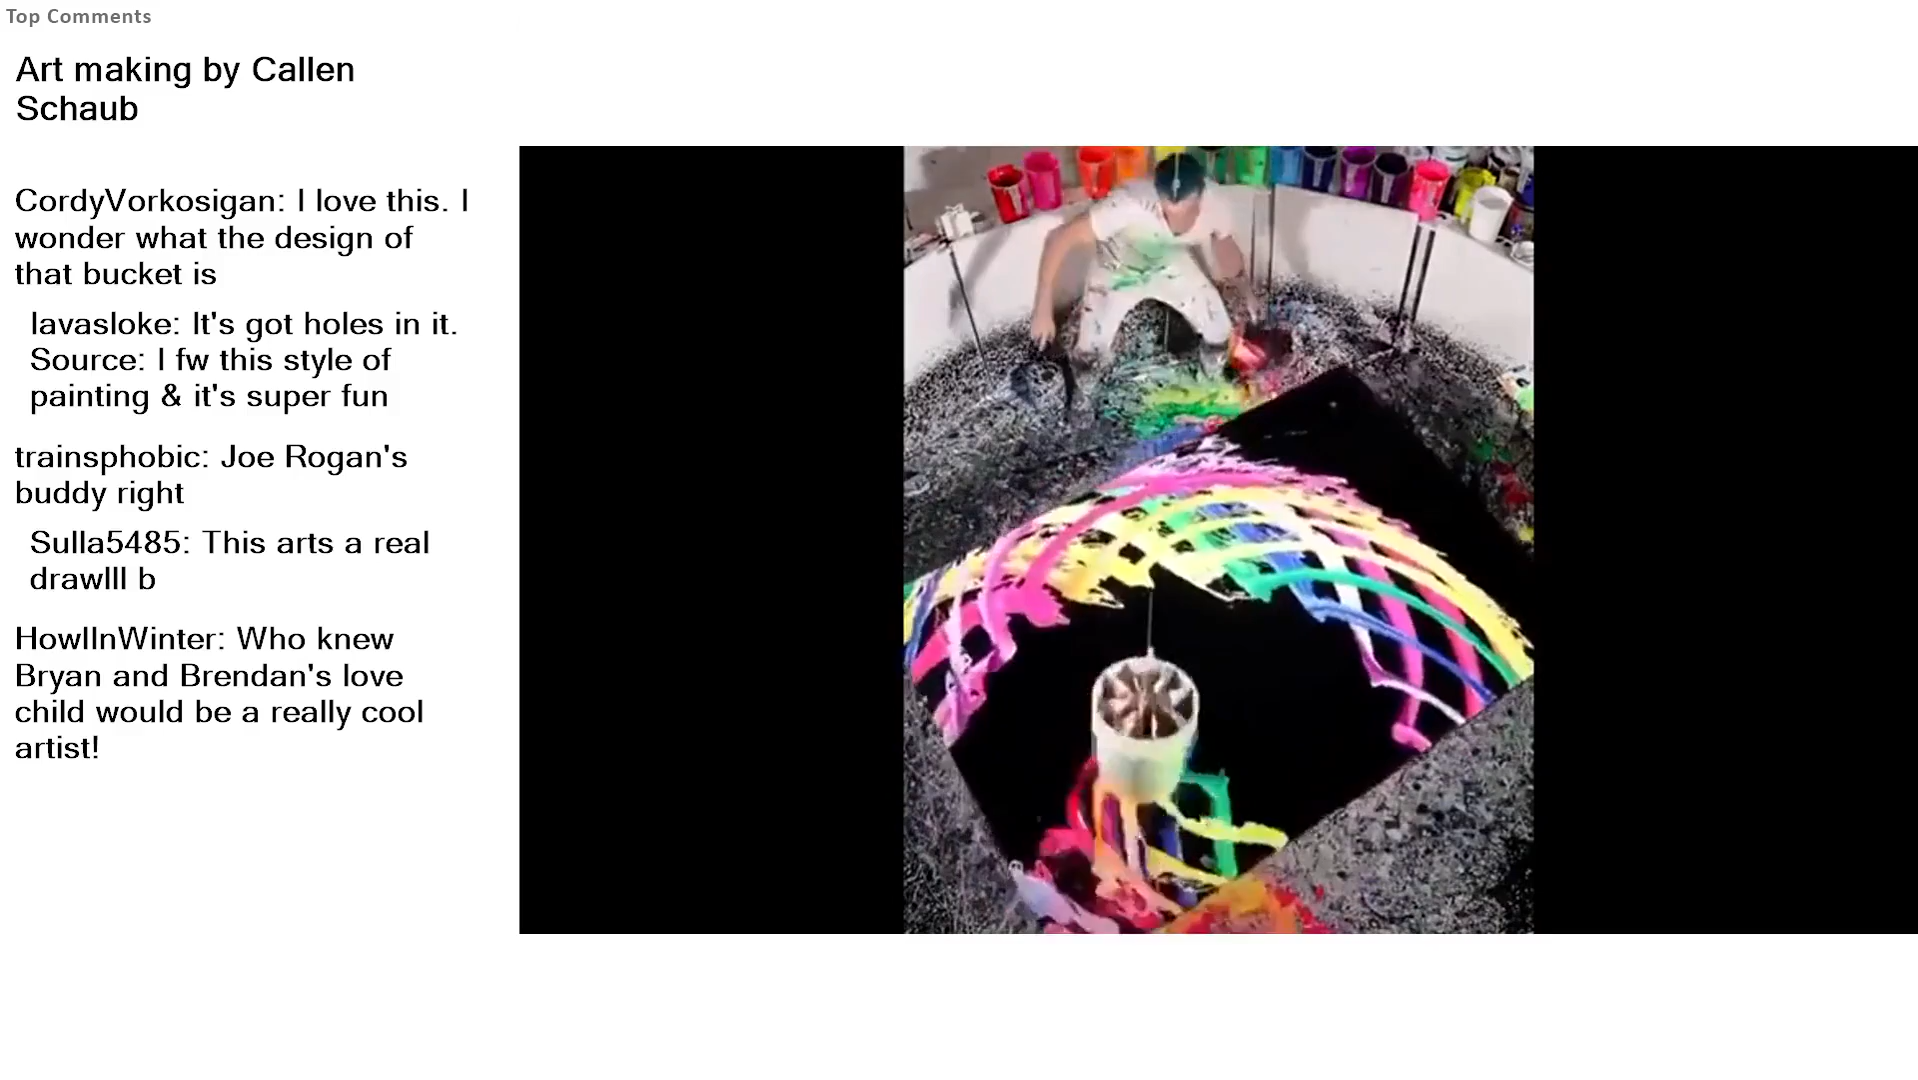 Top Comments
Art making by Callen
Schaub
CordyVorkosigan: I love this. I
wonder what the design of
that bucket is
lavasloke: It's got holes in it.
Source: I fw this style of
painting & it's super fun
trainsphobic: Joe Rogan's
buddy right
Sulla5485: This arts a real
drawlll b
HowlInWinter: Who knew
Bryan and Brendan's love
child would be a really cool
artist!